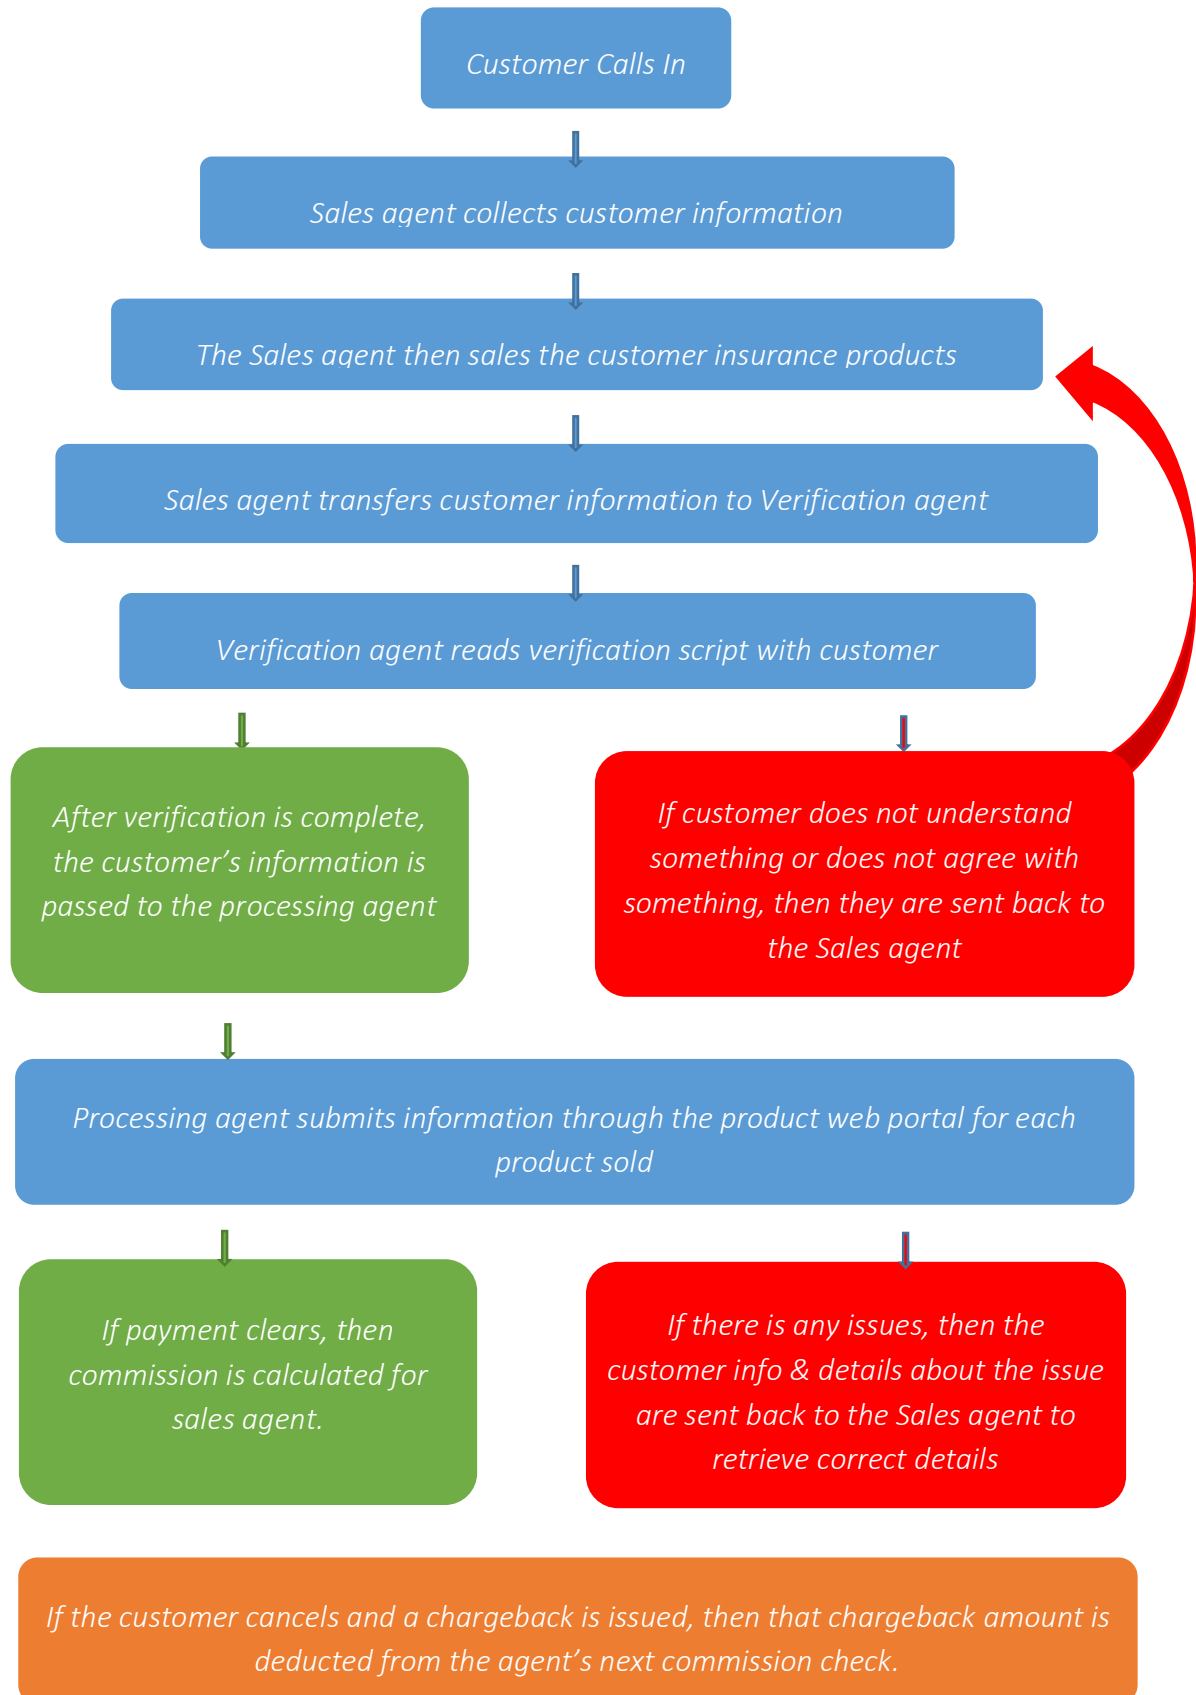 Customer Calls In
Sales agent collects customer information
The Sales agent then sales the customer insurance products
Sales agent transfers customer information to Verification agent
Verification agent reads verification script with customer
After verification is complete,
the customer’s information is
passed to the processing agent
If customer does not understand
something or does not agree with
something, then they are sent back to
the Sales agent
Processing agent submits information through the product web portal for each
product sold
If payment clears, then
commission is calculated for
sales agent.
If there is any issues, then the
customer info & details about the issue
are sent back to the Sales agent to
retrieve correct details
If the customer cancels and a chargeback is issued, then that chargeback amount is
deducted from the agent’s next commission check.